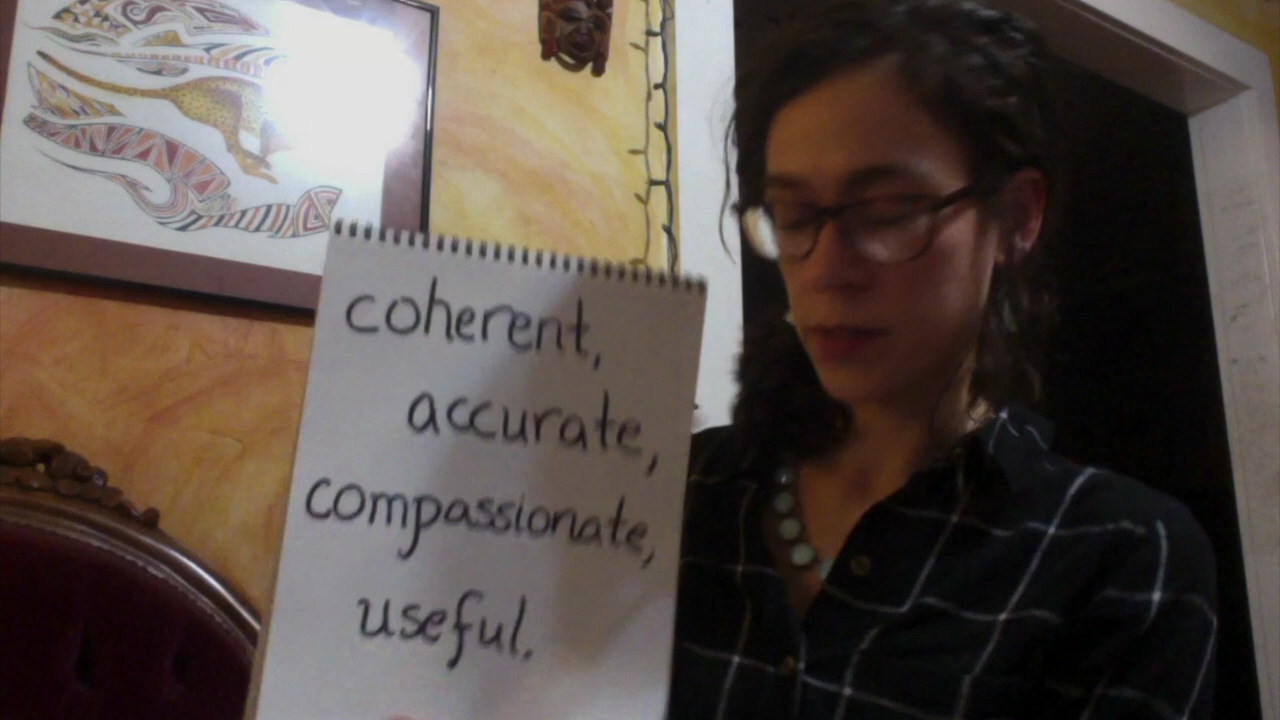 coherent,
accurate,
compassionate,
useful.